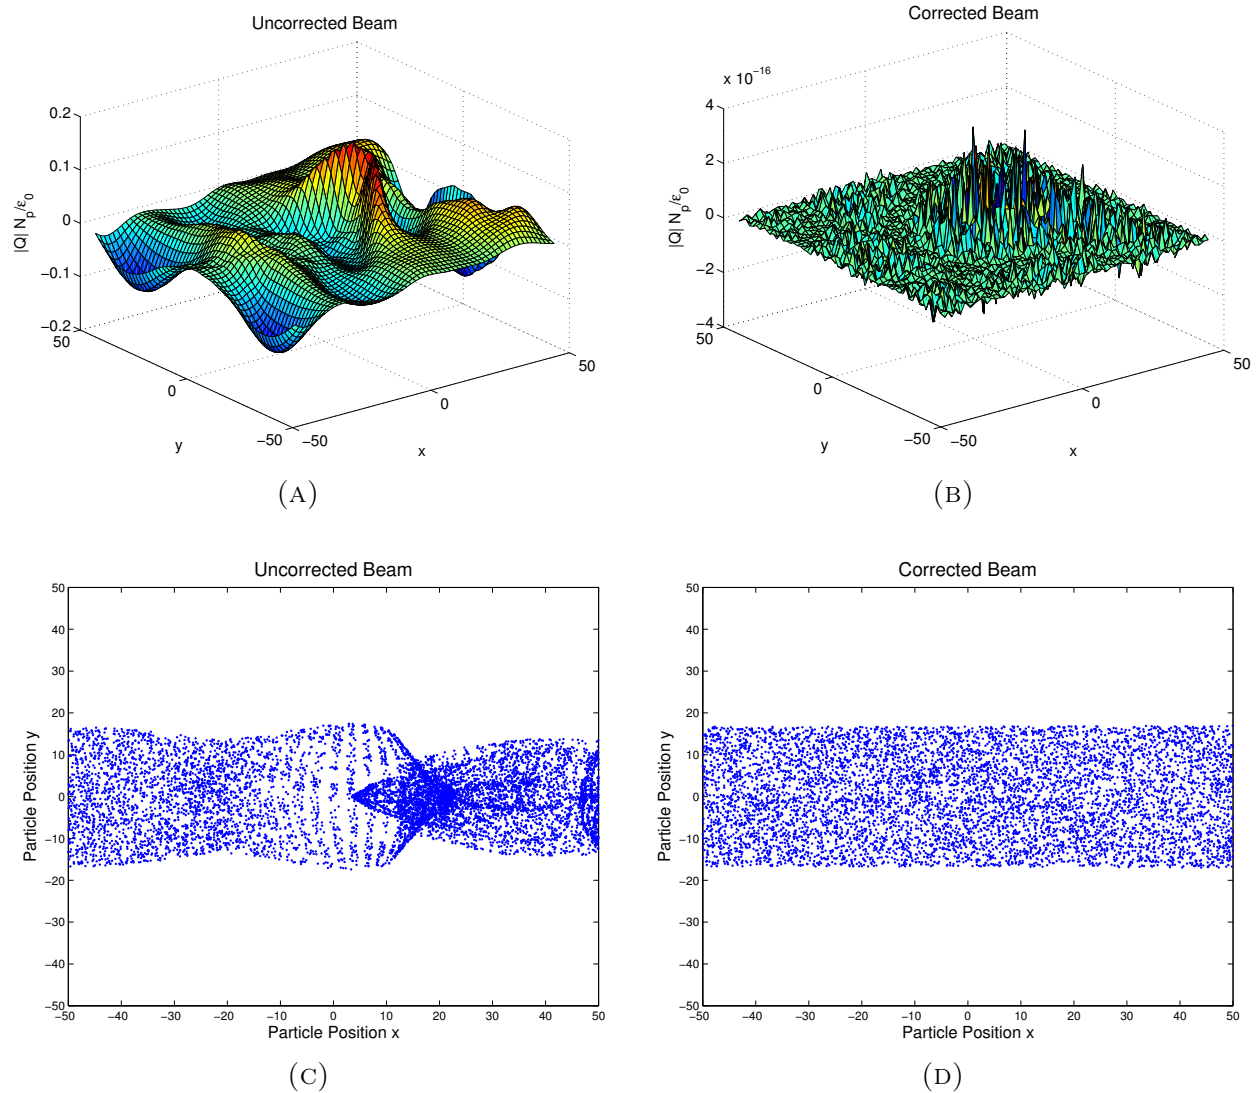 Uncorrected Beam
|Q| N_p/ε_0
0.2
0.1
0
−0.1
−0.2
50
0
−50
y
−50
0
50
x
(A)
Corrected Beam
x 10^−16
|Q| N_p/ε_0
4
2
0
−2
−4
50
0
−50
y
−50
0
50
x
(B)
Uncorrected Beam
Particle Position y
50
40
30
20
10
0
−10
−20
−30
−40
−50
−50 −40 −30 −20 −10 0 10 20 30 40 50
Particle Position x
(C)
Corrected Beam
Particle Position y
50
40
30
20
10
0
−10
−20
−30
−40
−50
−50 −40 −30 −20 −10 0 10 20 30 40 50
Particle Position x
(D)